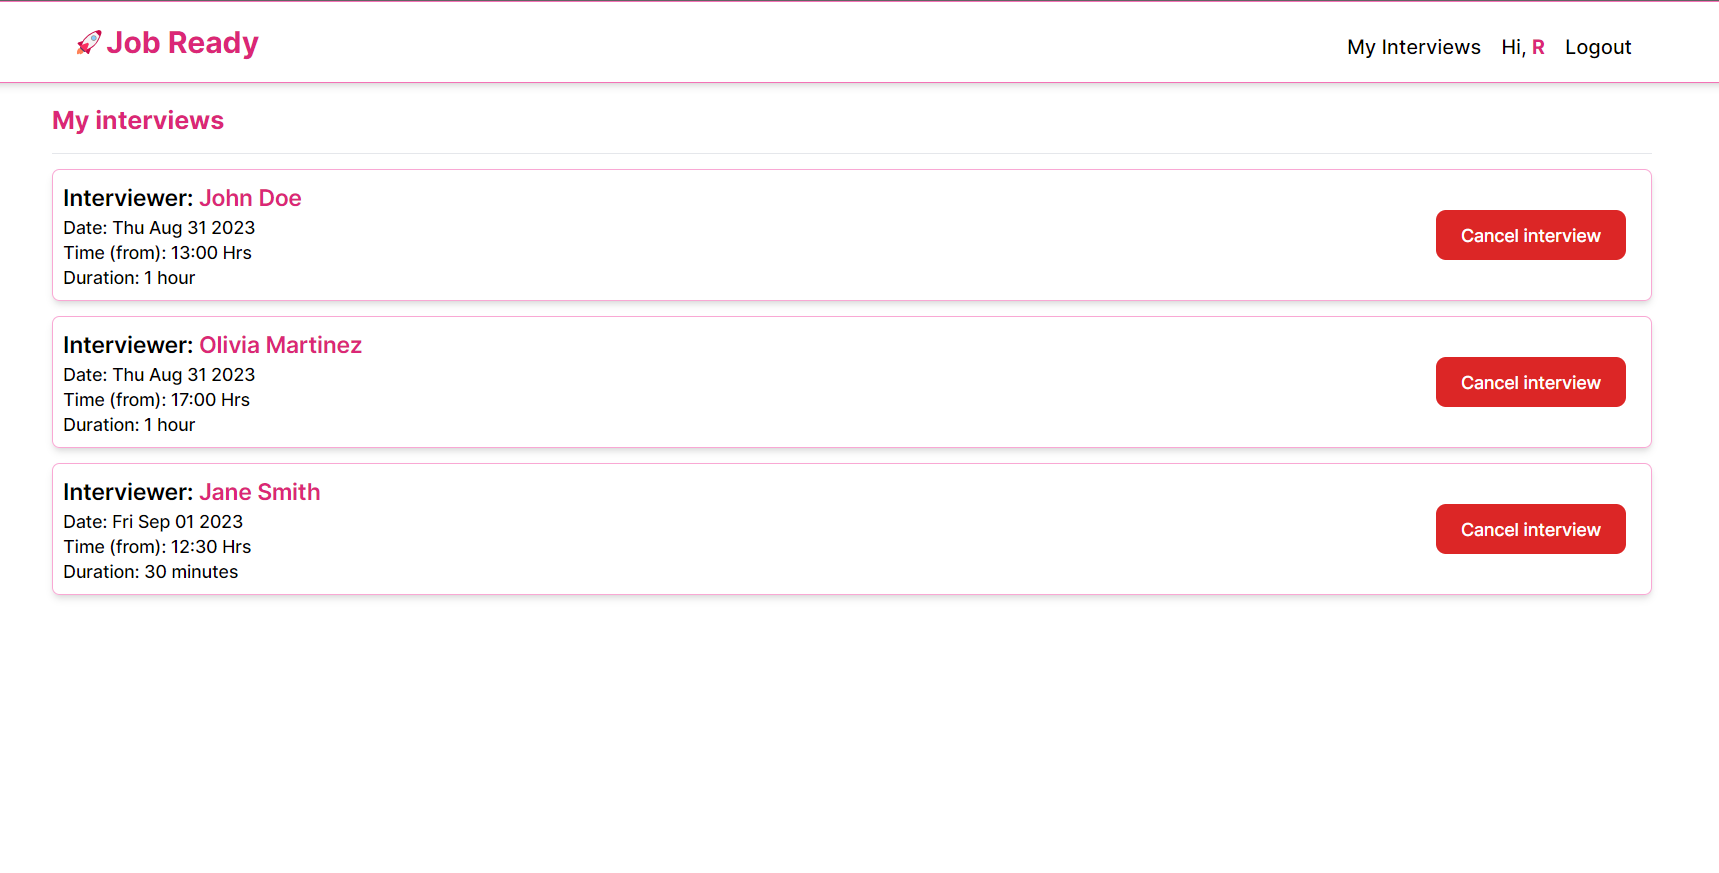 🚀Job Ready
My Interviews Hi, R Logout
My interviews
Interviewer: John Doe
Date: Thu Aug 31 2023
Time (from): 13:00 Hrs
Duration: 1 hour
Cancel interview
Interviewer: Olivia Martinez
Date: Thu Aug 31 2023
Time (from): 17:00 Hrs
Duration: 1 hour
Cancel interview
Interviewer: Jane Smith
Date: Fri Sep 01 2023
Time (from): 12:30 Hrs
Duration: 30 minutes
Cancel interview